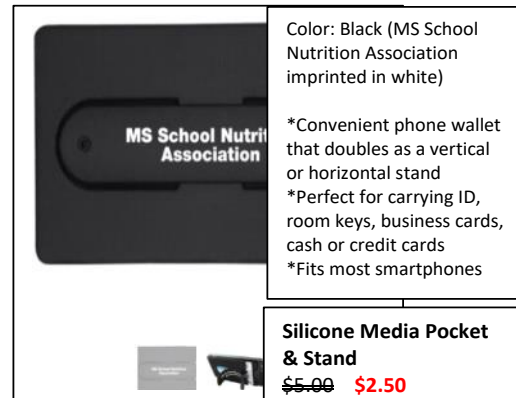 MS School Nutrit
Association
Color: Black (MS School
Nutrition Association
imprinted in white)
*Convenient phone wallet
that doubles as a vertical
or horizontal stand
*Perfect for carrying ID,
room keys, business cards,
cash or credit cards
*Fits most smartphones
Silicone Media Pocket
& Stand
$5.00 $2.50